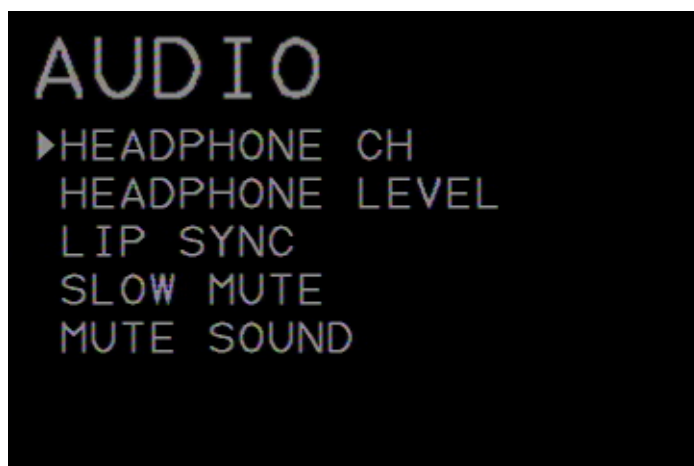 AUDIO
▶HEADPHONE CH
HEADPHONE LEVEL
LIP SYNC
SLOW MUTE
MUTE SOUND